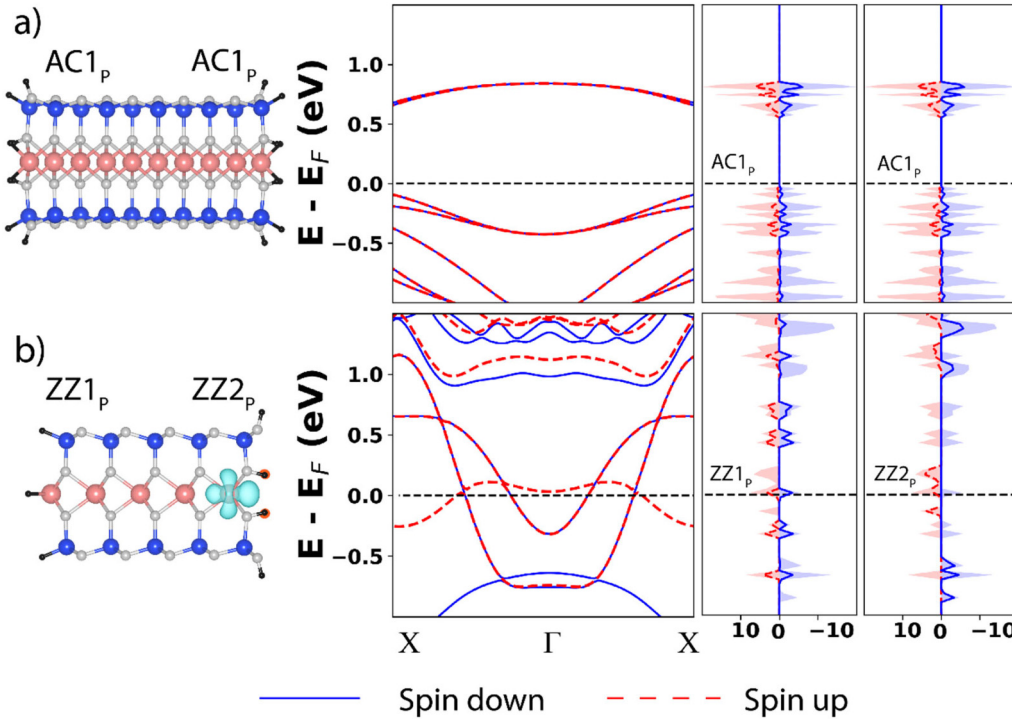 a)
AC1P AC1P
E - EF (eV)
1.0
0.5
0.0
−0.5
AC1P
AC1P
b)
ZZ1P ZZ2P
E - EF (eV)
1.0
0.5
0.0
−0.5
X Γ X
ZZ1P
10 0 −10
ZZ2P
10 0 −10
Spin down Spin up